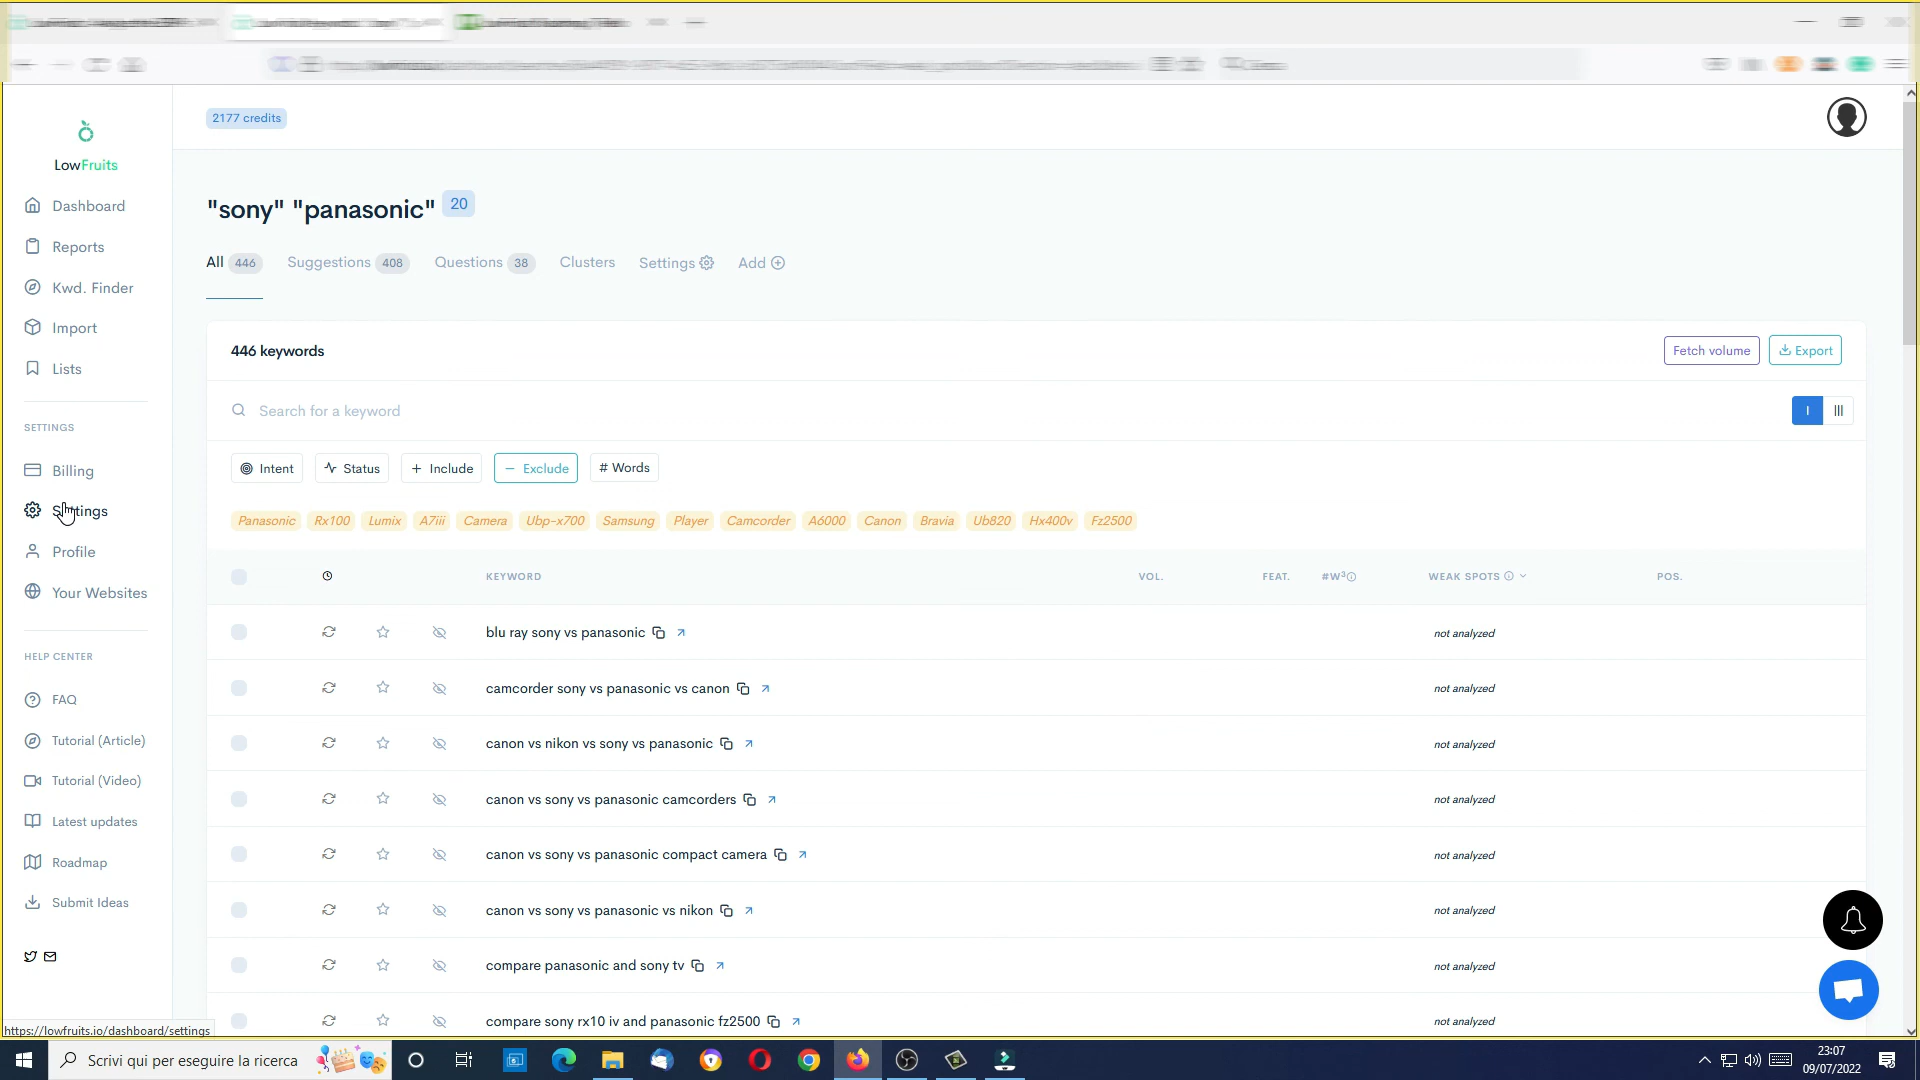 2177 credits
LowFruits
Dashboard
Reports
Kwd. Finder
Import
Lists
SETTINGS
Billing
Settings
Profile
Your Websites
HELP CENTER
FAQ
Tutorial (Article)
Tutorial (Video)
Latest updates
Roadmap
Submit Ideas
https://lowfruits.io/dashboard/settings
"sony" "panasonic" 20
All 446 Suggestions 408 Questions 38 Clusters Settings Add
446 keywords Fetch volume Export
Search for a keyword
Intent Status + Include − Exclude # Words
Panasonic Rx100 Lumix A7iii Camera Ubp-x700 Samsung Player Camcorder A6000 Canon Bravia Ub820 Hx400v Fz2500
KEYWORD VOL. FEAT. #W³ WEAK SPOTS POS.
blu ray sony vs panasonic not analyzed
camcorder sony vs panasonic vs canon not analyzed
canon vs nikon vs sony vs panasonic not analyzed
canon vs sony vs panasonic camcorders not analyzed
canon vs sony vs panasonic compact camera not analyzed
canon vs sony vs panasonic vs nikon not analyzed
compare panasonic and sony tv not analyzed
compare sony rx10 iv and panasonic fz2500 not analyzed
Scrivi qui per eseguire la ricerca
23:07
09/07/2022